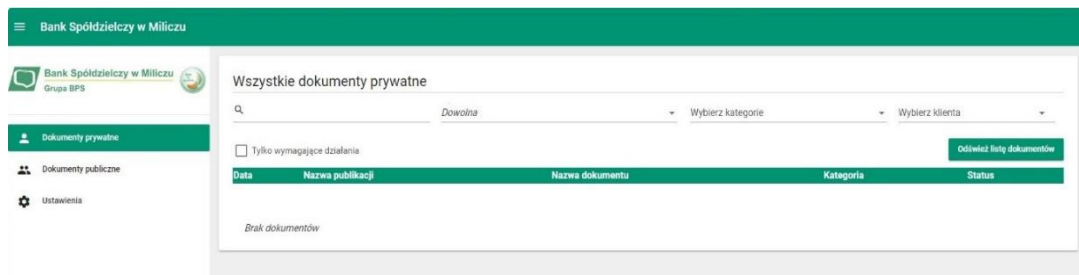 Bank Spółdzielczy w Miliczu
Bank Spółdzielczy w Miliczu
Grupa BPS
Dokumenty prywatne
Dokumenty publiczne
Ustawienia
Wszystkie dokumenty prywatne
Dowolna
Wybierz kategorie
Wybierz klienta
Tylko wymagające działania
Odśwież listę dokumentów
Data Nazwa publikacji Nazwa dokumentu Kategoria Status
Brak dokumentów